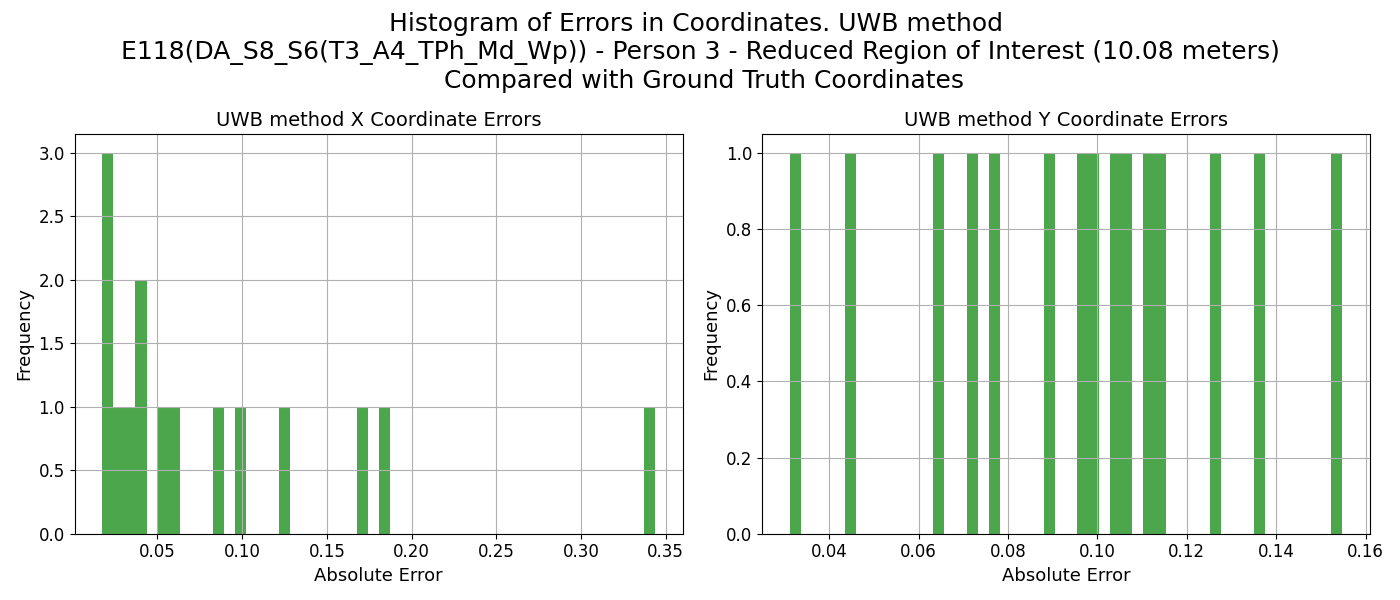 Histogram of Errors in Coordinates. UWB method
E118(DA_S8_S6(T3_A4_TPh_Md_Wp)) - Person 3 - Reduced Region of Interest (10.08 meters)
Compared with Ground Truth Coordinates
UWB method X Coordinate Errors
3.0
2.5
2.0
1.5
1.0
0.5
0.0
Frequency
0.05 0.10 0.15 0.20 0.25 0.30 0.35
Absolute Error
UWB method Y Coordinate Errors
1.0
0.8
0.6
0.4
0.2
0.0
Frequency
0.04 0.06 0.08 0.10 0.12 0.14 0.16
Absolute Error